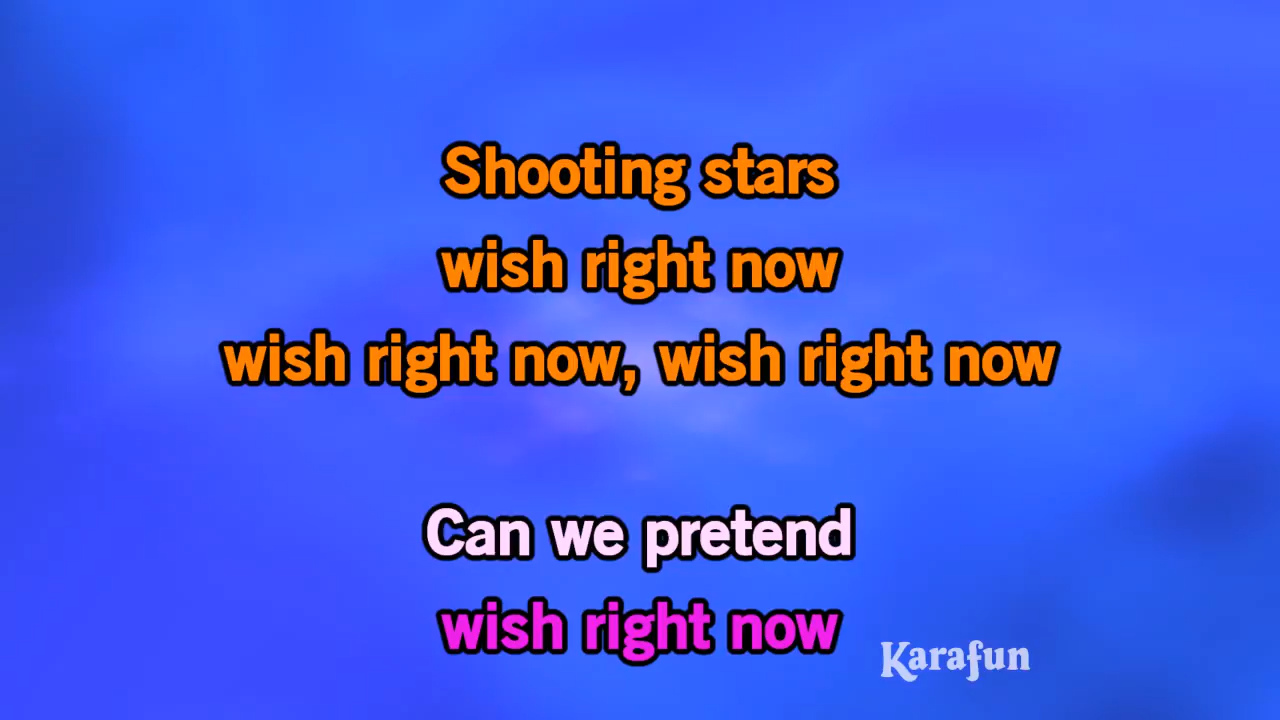 Shooting stars
wish right now
wish right now, wish right now
Can we pretend
wish right now
Karafun